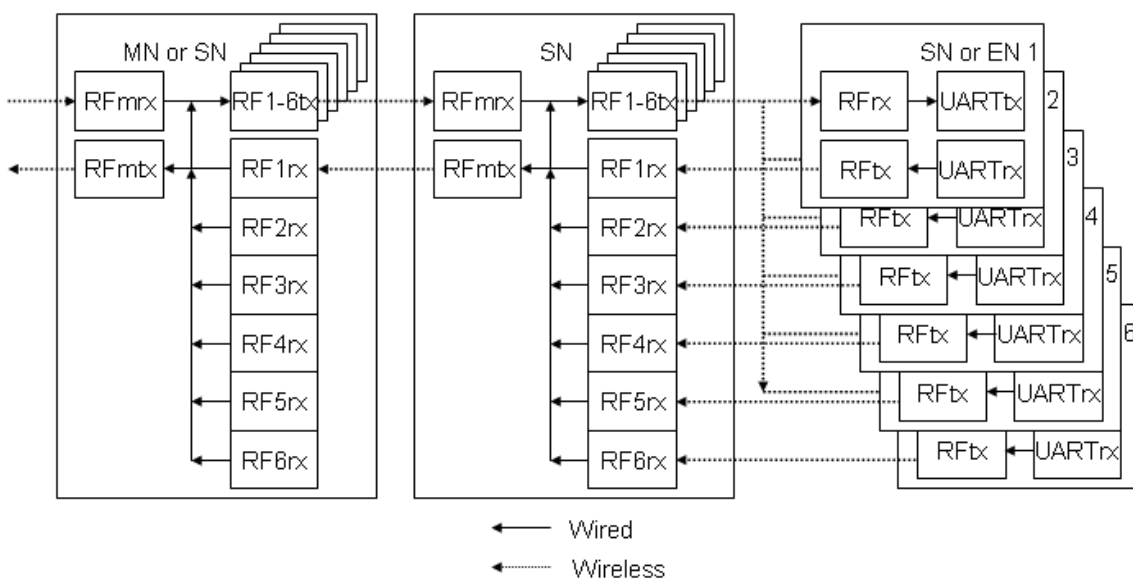 MN or SN
RFmrx
RF1-6tx
RFmtx
RF1rx
RF2rx
RF3rx
RF4rx
RF5rx
RF6rx
SN
RFmrx
RF1-6tx
RFmtx
RF1rx
RF2rx
RF3rx
RF4rx
RF5rx
RF6rx
SN or EN 1
RFrx
UARTtx
RFtx
UARTrx
2
RFtx
UARTrx
3
RFtx
UARTrx
4
RFtx
UARTrx
5
RFtx
UARTrx
6
RFtx
UARTrx
Wired
Wireless